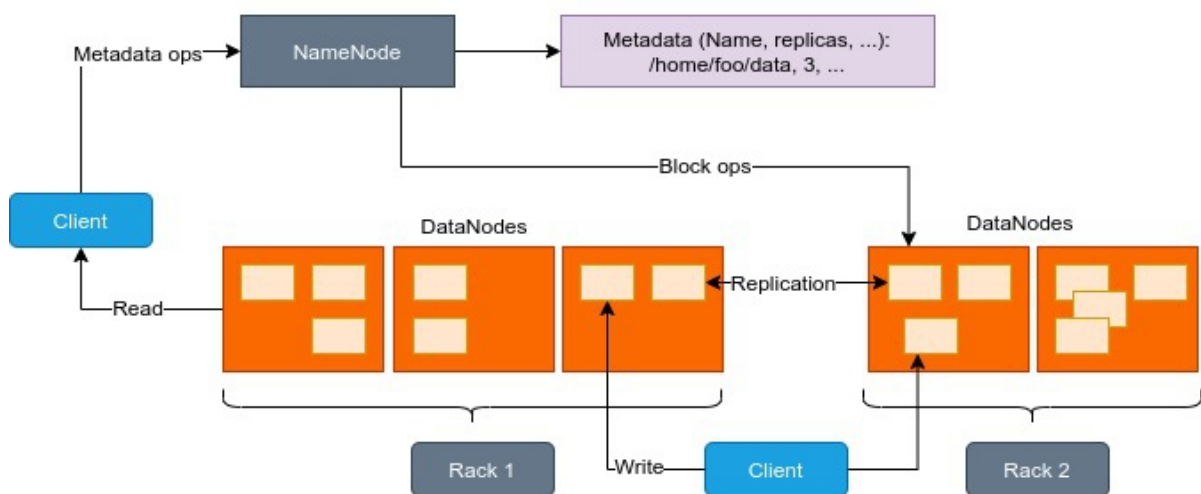 Metadata ops
NameNode
Metadata (Name, replicas, ...):
/home/foo/data, 3, ...
Block ops
Client
DataNodes
DataNodes
Read
Replication
Rack 1
Write
Client
Rack 2